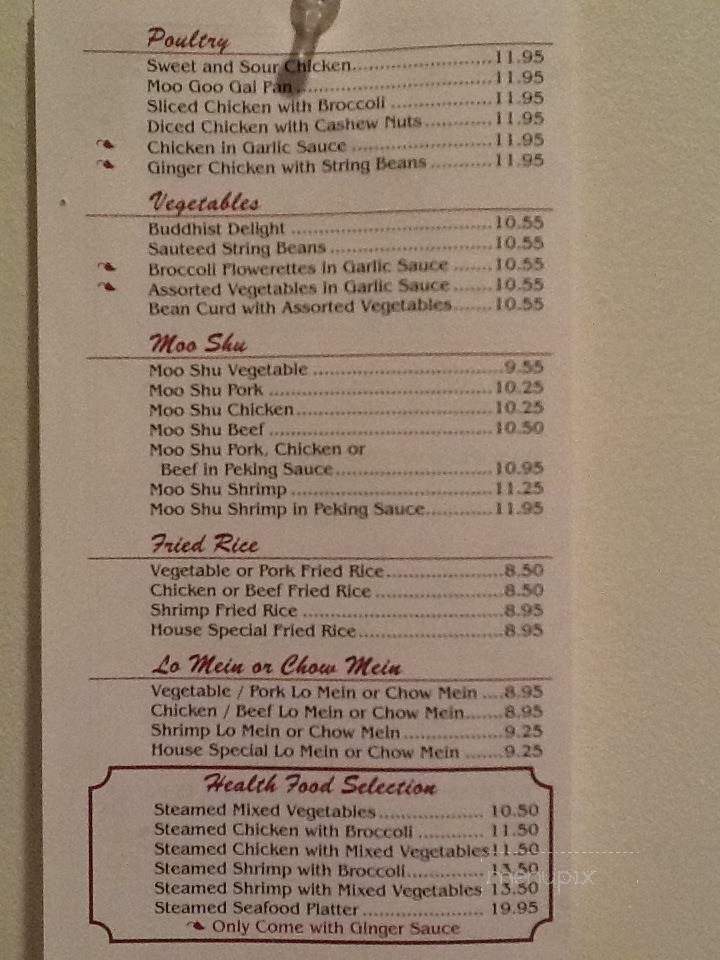 Poultry
Sweet and Sour Chicken.........................11.95
Moo Goo Gai Pan..................................11.95
Sliced Chicken with Broccoli ..................11.95
Diced Chicken with Cashew Nuts............11.95
Chicken in Garlic Sauce .........................11.95
Ginger Chicken with String Beans ...........11.95
Vegetables
Buddhist Delight ....................................10.55
Sauteed String Beans .............................10.55
Broccoli Flowerettes in Garlic Sauce .......10.55
Assorted Vegetables in Garlic Sauce .......10.55
Bean Curd with Assorted Vegetables.......10.55
Moo Shu
Moo Shu Vegetable ..................................9.55
Moo Shu Pork ........................................10.25
Moo Shu Chicken...................................10.25
Moo Shu Beef ........................................10.50
Moo Shu Pork, Chicken or
Beef in Peking Sauce............................10.95
Moo Shu Shrimp ....................................11.25
Moo Shu Shrimp in Peking Sauce............11.95
Fried Rice
Vegetable or Pork Fried Rice.....................8.50
Chicken or Beef Fried Rice .......................8.50
Shrimp Fried Rice ....................................8.95
House Special Fried Rice..........................8.95
Lo Mein or Chow Mein
Vegetable / Pork Lo Mein or Chow Mein ....8.95
Chicken / Beef Lo Mein or Chow Mein.......8.95
Shrimp Lo Mein or Chow Mein ..................9.25
House Special Lo Mein or Chow Mein .......9.25
Health Food Selection
Steamed Mixed Vegetables................... 10.50
Steamed Chicken with Broccoli ............ 11.50
Steamed Chicken with Mixed Vegetables11.50
Steamed Shrimp with Broccoli.............. 13.50
Steamed Shrimp with Mixed Vegetables 13.50
Steamed Seafood Platter ...................... 19.95
Only Come with Ginger Sauce
menupix